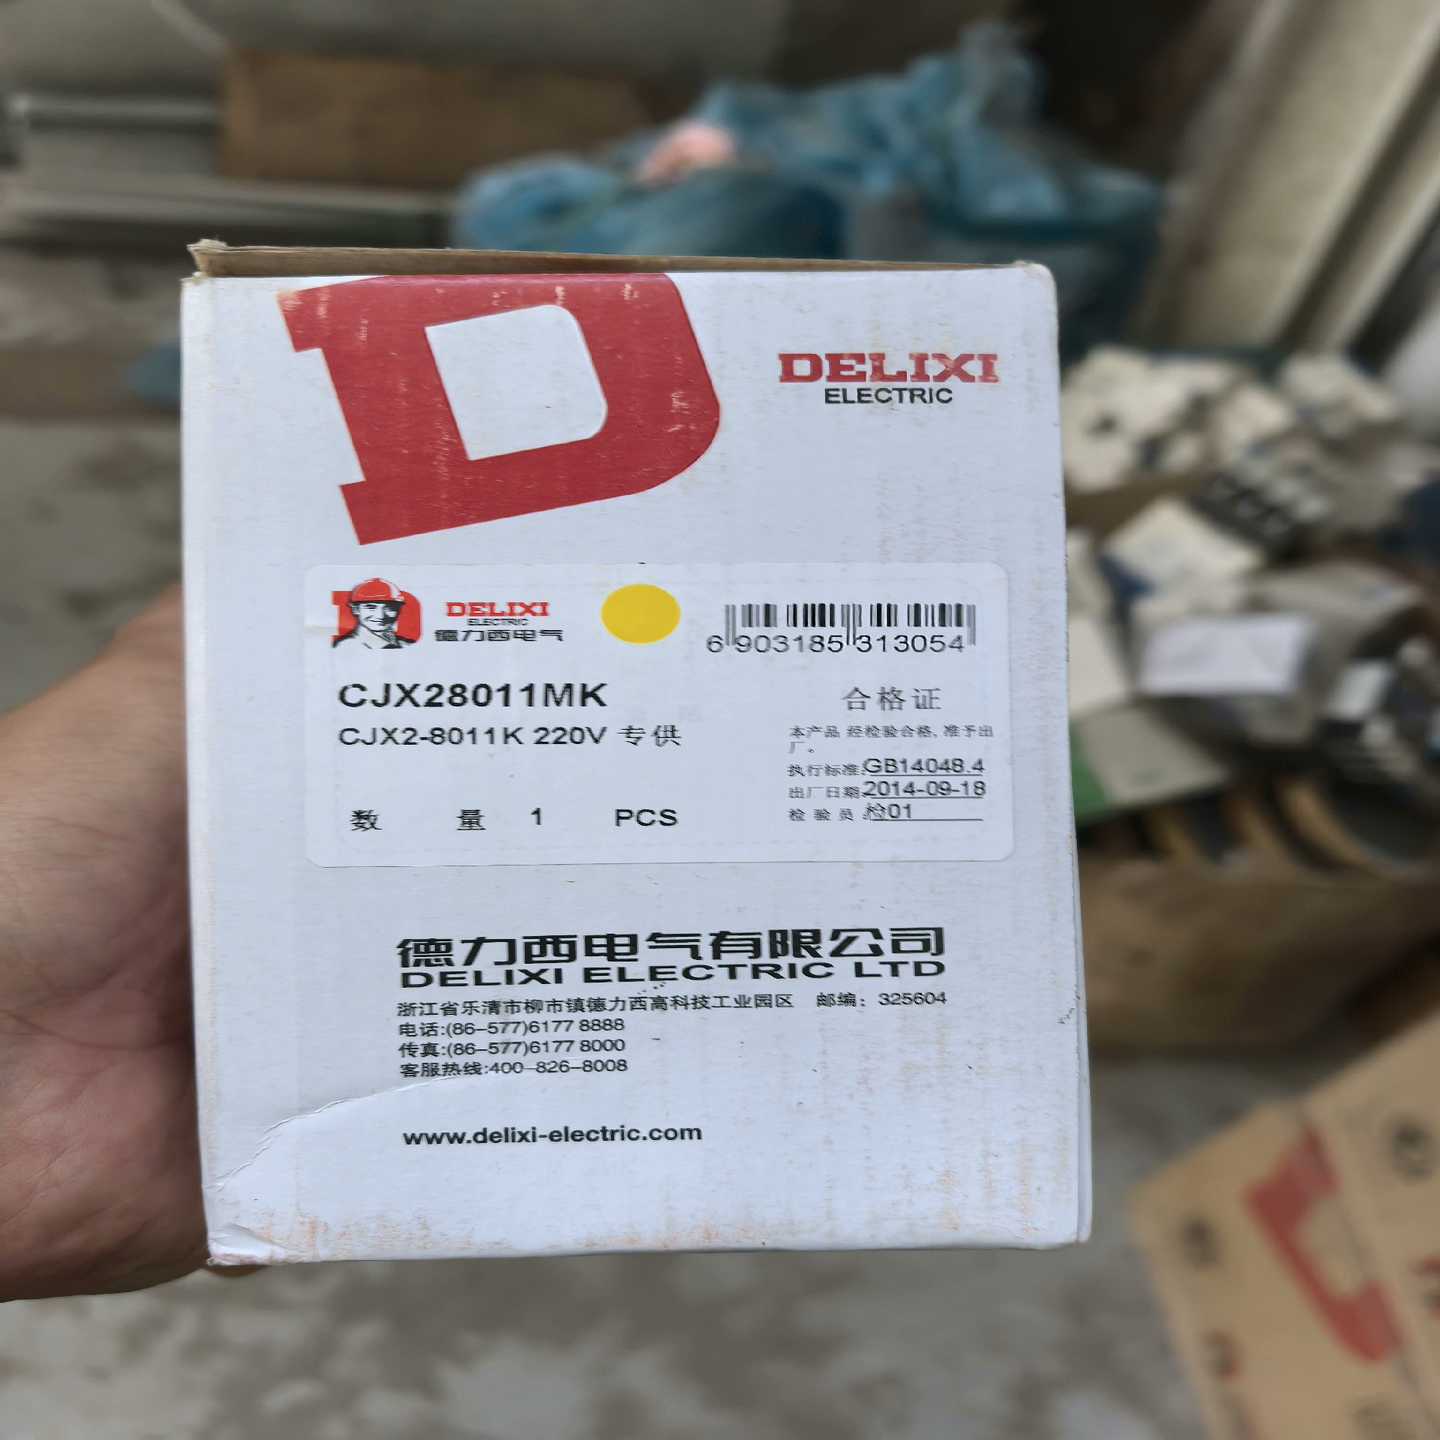 DELIXI
ELECTRIC
DELIXI
ELECTRIC
德力西电气
6 903185 313054
CJX28011MK
合格证
CJX2-8011K 220V 专供
本产品 经检验合格,准予出
厂。
执行标准:GB14048.4
出厂日期:2014-09-18
检 验 员 :检01
数 量 1 PCS
德力西电气有限公司
DELIXI ELECTRIC LTD
浙江省乐清市柳市镇德力西高科技工业园区 邮编：325604
电话:(86-577)6177 8888
传真:(86-577)6177 8000
客服热线:400-826-8008
www.delixi-electric.com